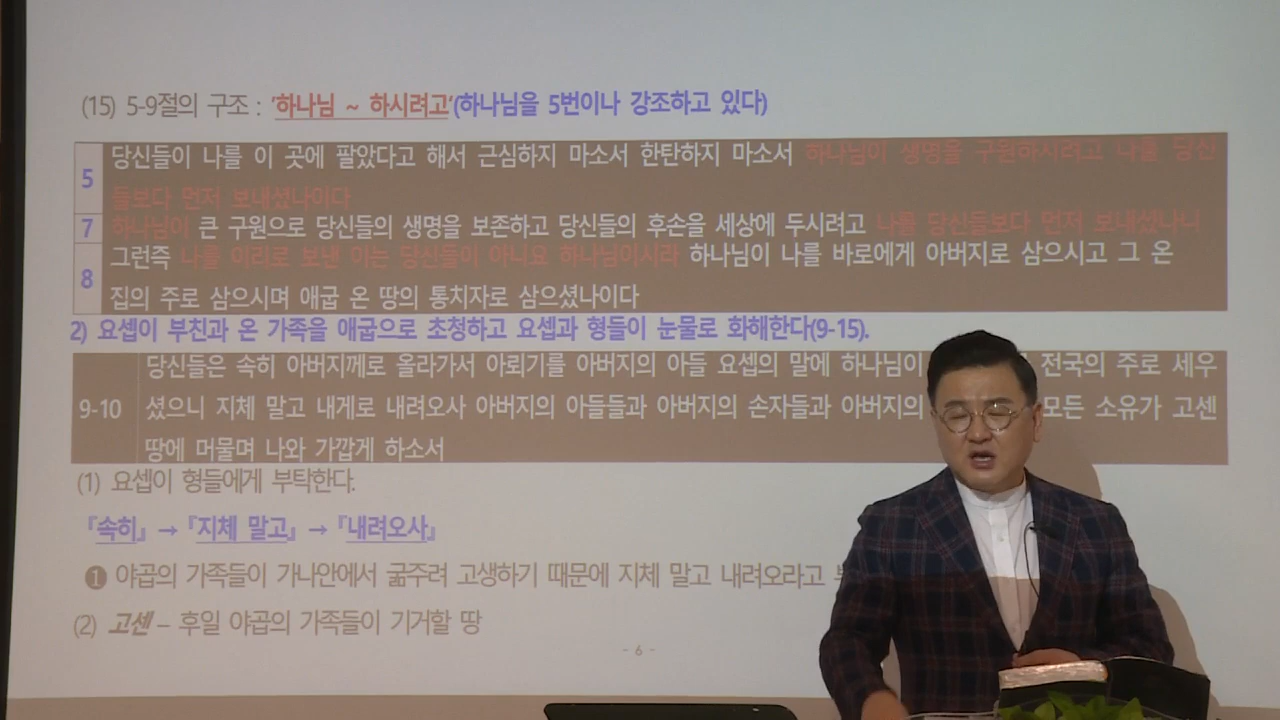 (15) 5-9절의 구조 : '하나님 ~ 하시려고'(하나님을 5번이나 강조하고 있다)
5 당신들이 나를 이 곳에 팔았다고 해서 근심하지 마소서 한탄하지 마소서 하나님이 생명을 구원하시려고 나를 당신
들보다 먼저 보내셨나이다
7 하나님이 큰 구원으로 당신들의 생명을 보존하고 당신들의 후손을 세상에 두시려고 나를 당신들보다 먼저 보내셨나니
8 그런즉 나를 이리로 보낸 이는 당신들이 아니요 하나님이시라 하나님이 나를 바로에게 아버지로 삼으시고 그 온
집의 주로 삼으시며 애굽 온 땅의 통치자로 삼으셨나이다
2) 요셉이 부친과 온 가족을 애굽으로 초청하고 요셉과 형들이 눈물로 화해한다(9-15).
당신들은 속히 아버지께로 올라가서 아뢰기를 아버지의 아들 요셉의 말에 하나님이 전국의 주로 세우
9-10 셨으니 지체 말고 내게로 내려오사 아버지의 아들들과 아버지의 손자들과 아버지의 모든 소유가 고센
땅에 머물며 나와 가깝게 하소서
(1) 요셉이 형들에게 부탁한다.
『속히』 → 『지체 말고』 → 『내려오사』
❶ 야곱의 가족들이 가나안에서 굶주려 고생하기 때문에 지체 말고 내려오라고
(2) 고센 – 후일 야곱의 가족들이 기거할 땅
- 6 -